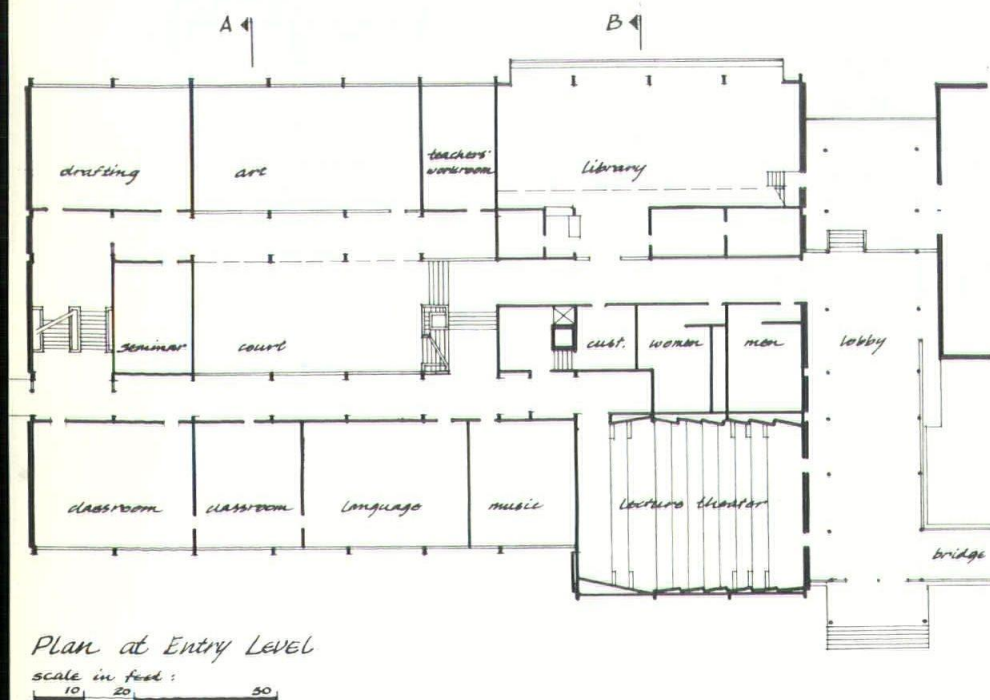 A B
drafting
art
teachers'
workroom
library
seminar
court
cust.
women
men
lobby
classroom
classroom
language
music
lecture theater
bridge
Plan at Entry Level
scale in feet :
10 20 50